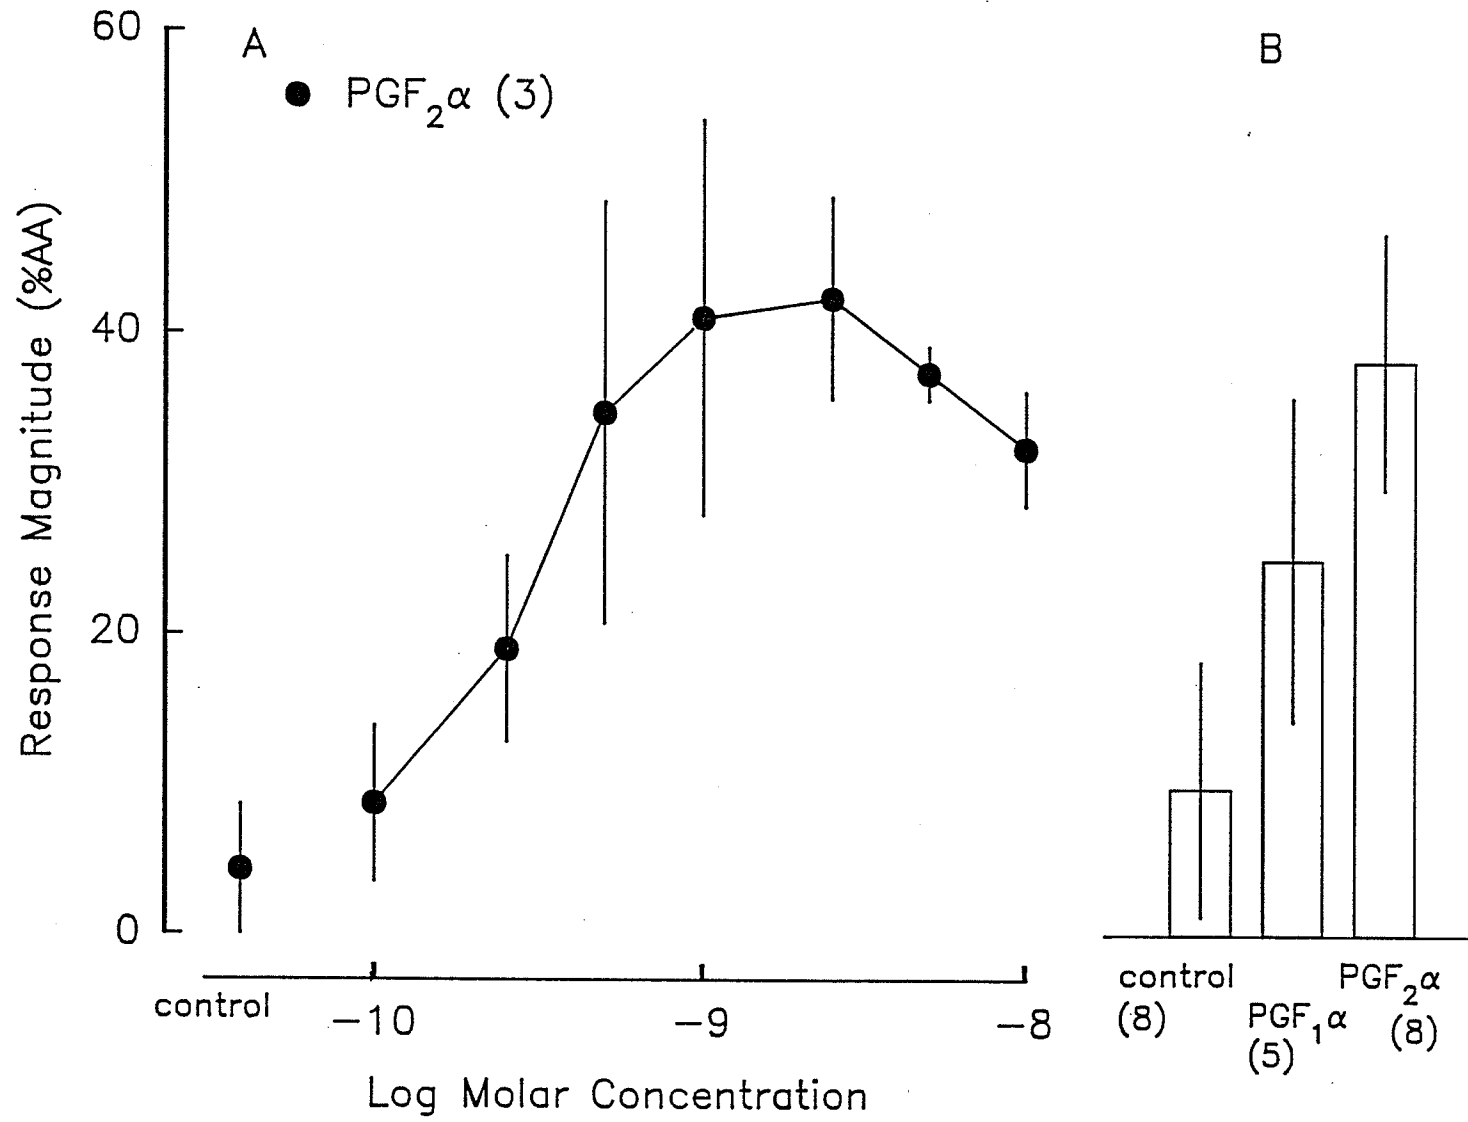 60
A
B
PGF₂α (3)
Response Magnitude (%AA)
40
20
0
control
−10
−9
−8
Log Molar Concentration
control
(8)
PGF₁α
(5)
PGF₂α
(8)